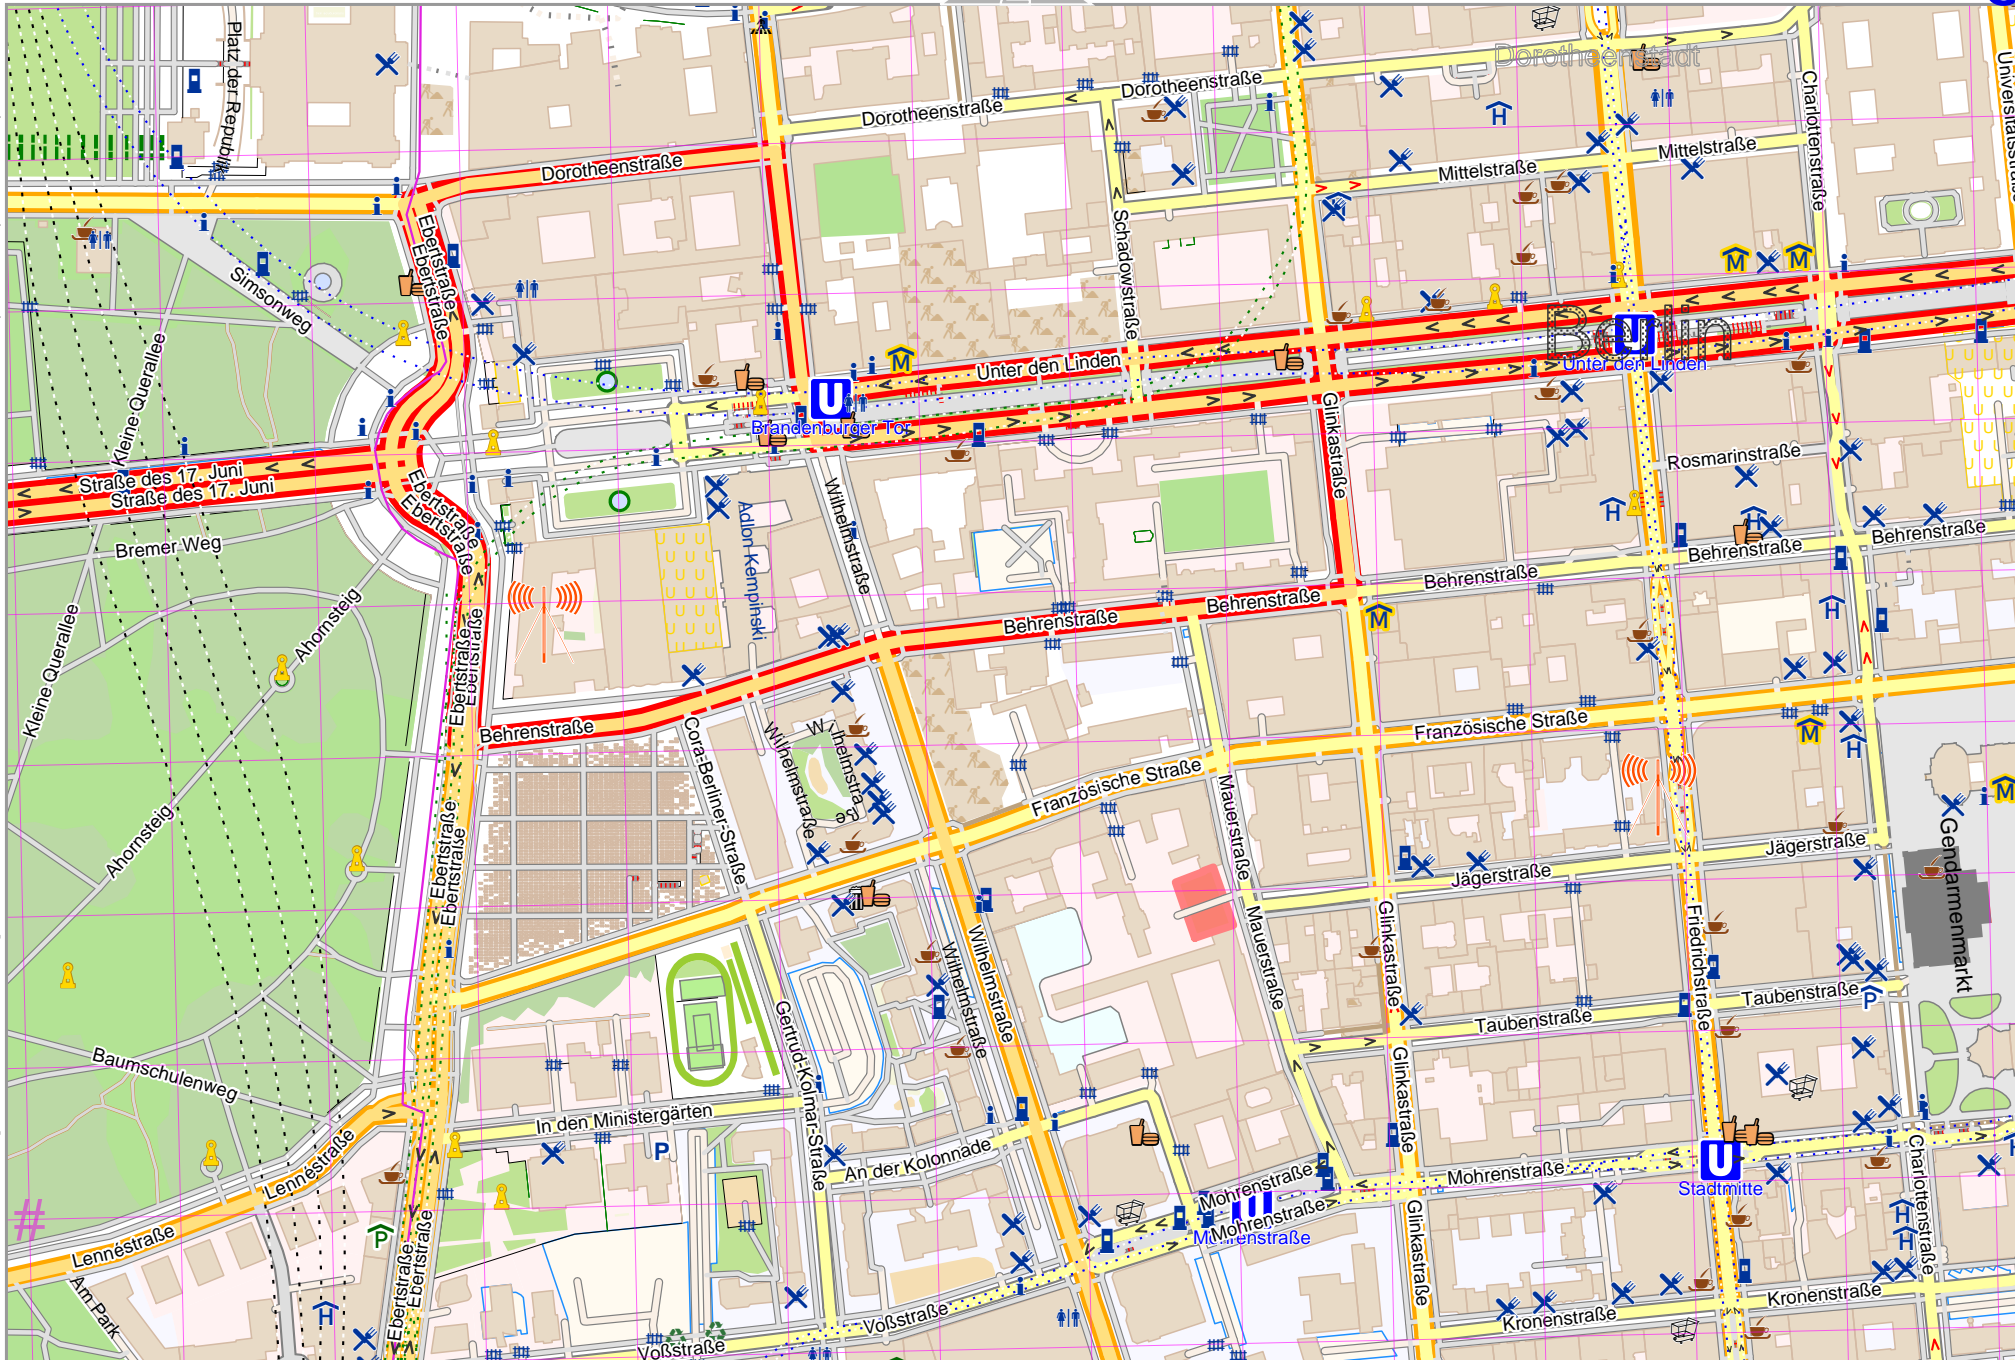 Platz der Republik
Dorotheenstadt
Dorotheenstraße
Dorotheenstraße
Dorotheenstraße
Charlottenstraße
Universitätsstraße
Mittelstraße
Mittelstraße
Ebertstraße
Ebertstraße
Schadowstraße
Simsonweg
Kleine Querallee
Berlin
Unter den Linden
Unter den Linden
U
U
Brandenburger Tor
Glinkastraße
Rosmarinstraße
Straße des 17. Juni
Straße des 17. Juni
Ebertstraße
Ebertstraße
Wilhelmstraße
Adlon Kempinski
Bremer Weg
Behrenstraße
Behrenstraße
Behrenstraße
Behrenstraße
Behrenstraße
Behrenstraße
Ahornsteig
Kleine Querallee
Ebertstraße
Ebertstraße
Cora-Berliner-Straße
Wilhelmstraße
Wilhelmstraße
Französische Straße
Französische Straße
Mauerstraße
Ahornsteig
Ebertstraße
Ebertstraße
Jägerstraße
Jägerstraße
Gendarmenmarkt
Mauerstraße
Glinkastraße
Friedrichstraße
Wilhelmstraße
Wilhelmstraße
Gertrud-Kolmar-Straße
Taubenstraße
Taubenstraße
P
Baumschulenweg
In den Ministergärten
P
An der Kolonnade
Glinkastraße
Mohrenstraße
Mohrenstraße
Mohrenstraße
U
Mohrenstraße
U
Stadtmitte
Charlottenstraße
Lennéstraße
Lennéstraße
#
P
Ebertstraße
Ebertstraße
Am Park
Glinkastraße
Voßstraße
Voßstraße
Kronenstraße
Kronenstraße